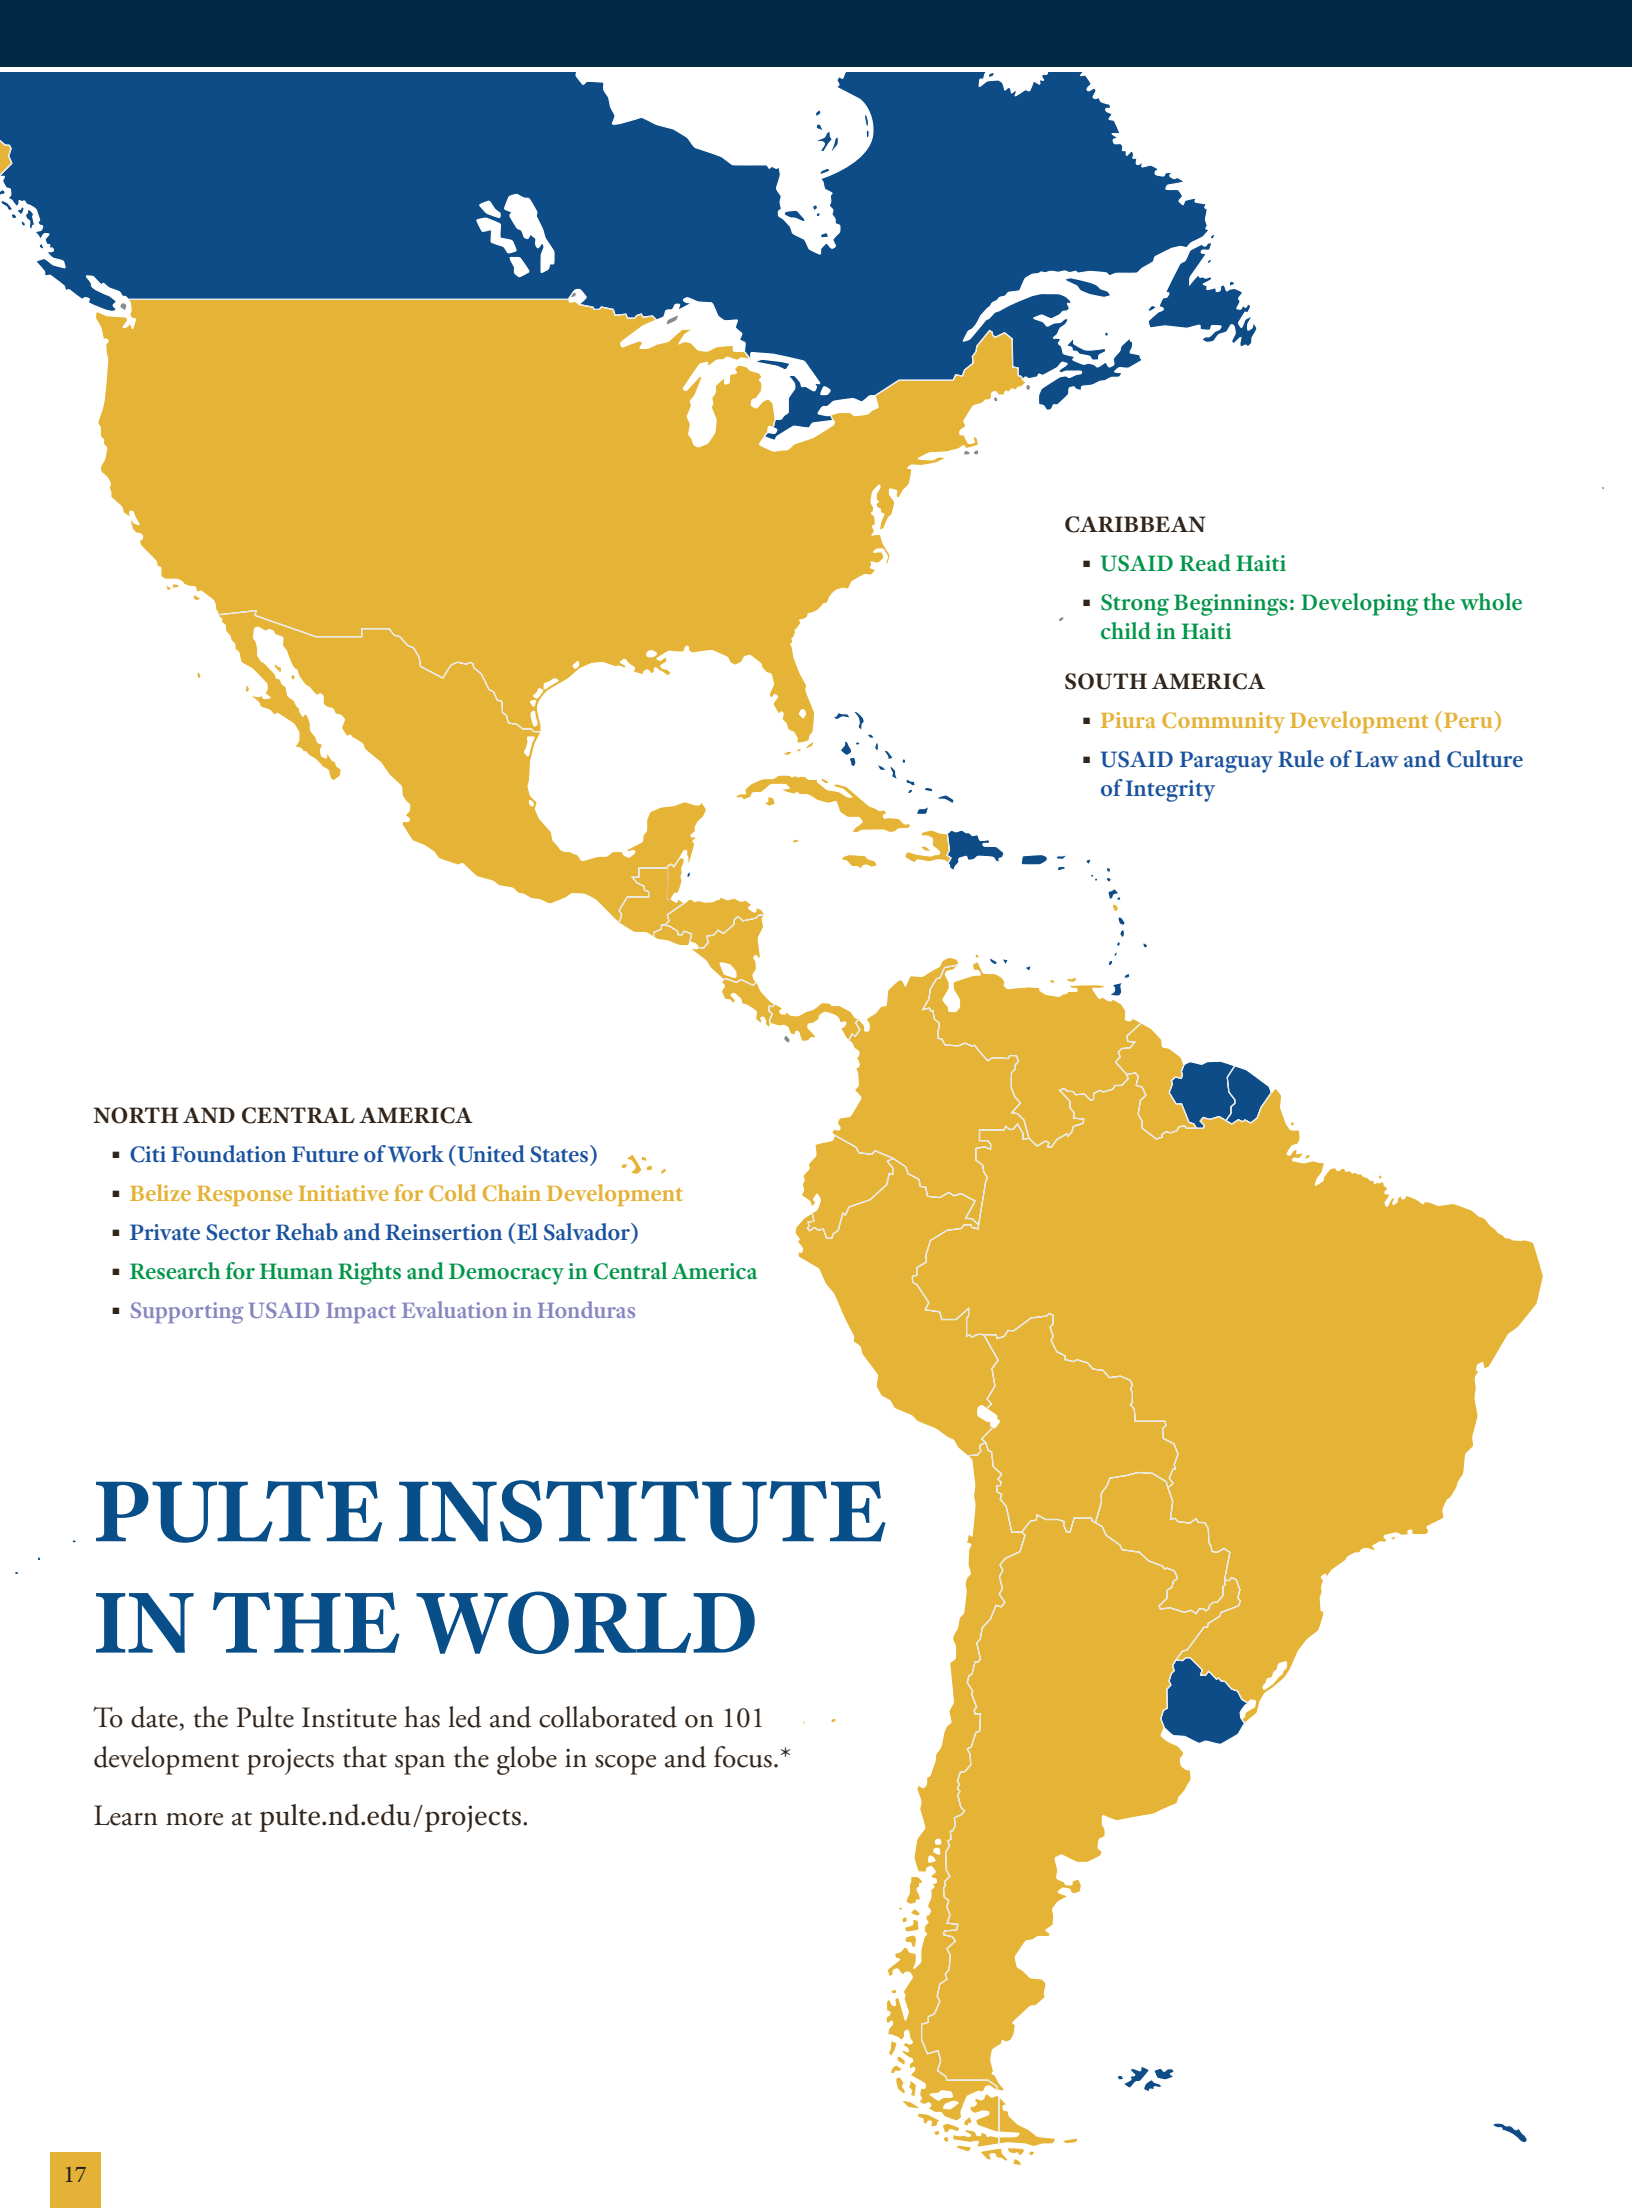 CARIBBEAN
▪ USAID Read Haiti
▪ Strong Beginnings: Developing the whole
child in Haiti
SOUTH AMERICA
▪ Piura Community Development (Peru)
▪ USAID Paraguay Rule of Law and Culture
of Integrity
NORTH AND CENTRAL AMERICA
▪ Citi Foundation Future of Work (United States)
▪ Belize Response Initiative for Cold Chain Development
▪ Private Sector Rehab and Reinsertion (El Salvador)
▪ Research for Human Rights and Democracy in Central America
▪ Supporting USAID Impact Evaluation in Honduras
PULTE INSTITUTE
IN THE WORLD
To date, the Pulte Institute has led and collaborated on 101
development projects that span the globe in scope and focus.*
Learn more at pulte.nd.edu/projects.
17